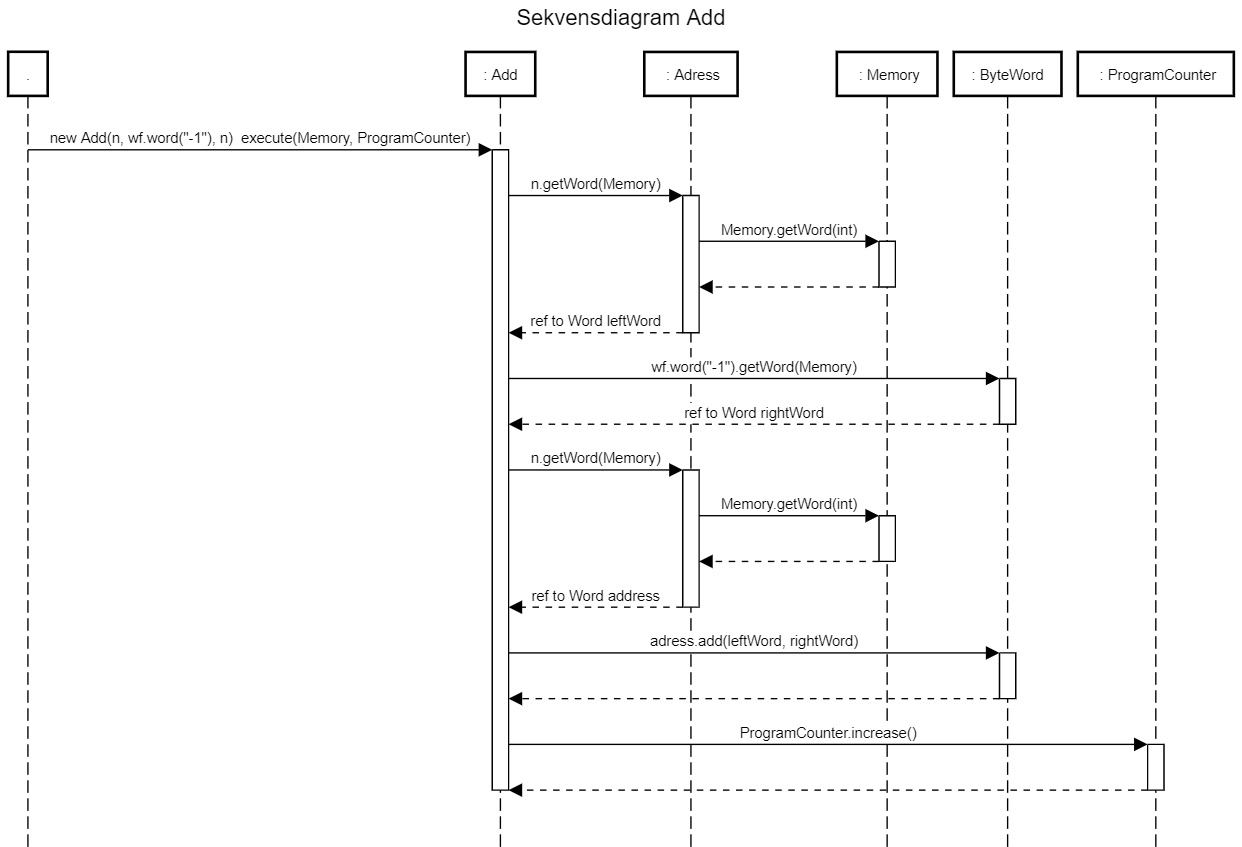 Sekvensdiagram Add
.
: Add
: Adress
: Memory
: ByteWord
: ProgramCounter
new Add(n, wf.word("-1"), n)  execute(Memory, ProgramCounter)
n.getWord(Memory)
Memory.getWord(int)
ref to Word leftWord
wf.word("-1").getWord(Memory)
ref to Word rightWord
n.getWord(Memory)
Memory.getWord(int)
ref to Word address
adress.add(leftWord, rightWord)
ProgramCounter.increase()